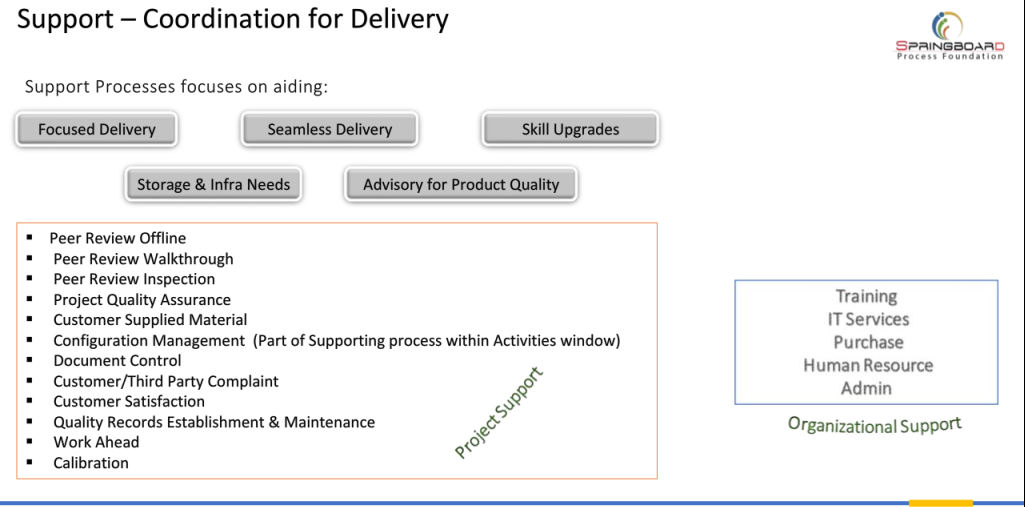 Support – Coordination for Delivery
SPRINGBOARD
Process Foundation
Support Processes focuses on aiding:
Focused Delivery
Seamless Delivery
Skill Upgrades
Storage & Infra Needs
Advisory for Product Quality
▪ Peer Review Offline
▪ Peer Review Walkthrough
▪ Peer Review Inspection
▪ Project Quality Assurance
▪ Customer Supplied Material
▪ Configuration Management (Part of Supporting process within Activities window)
▪ Document Control
▪ Customer/Third Party Complaint
▪ Customer Satisfaction
▪ Quality Records Establishment & Maintenance
▪ Work Ahead
▪ Calibration
Project Support
Training
IT Services
Purchase
Human Resource
Admin
Organizational Support